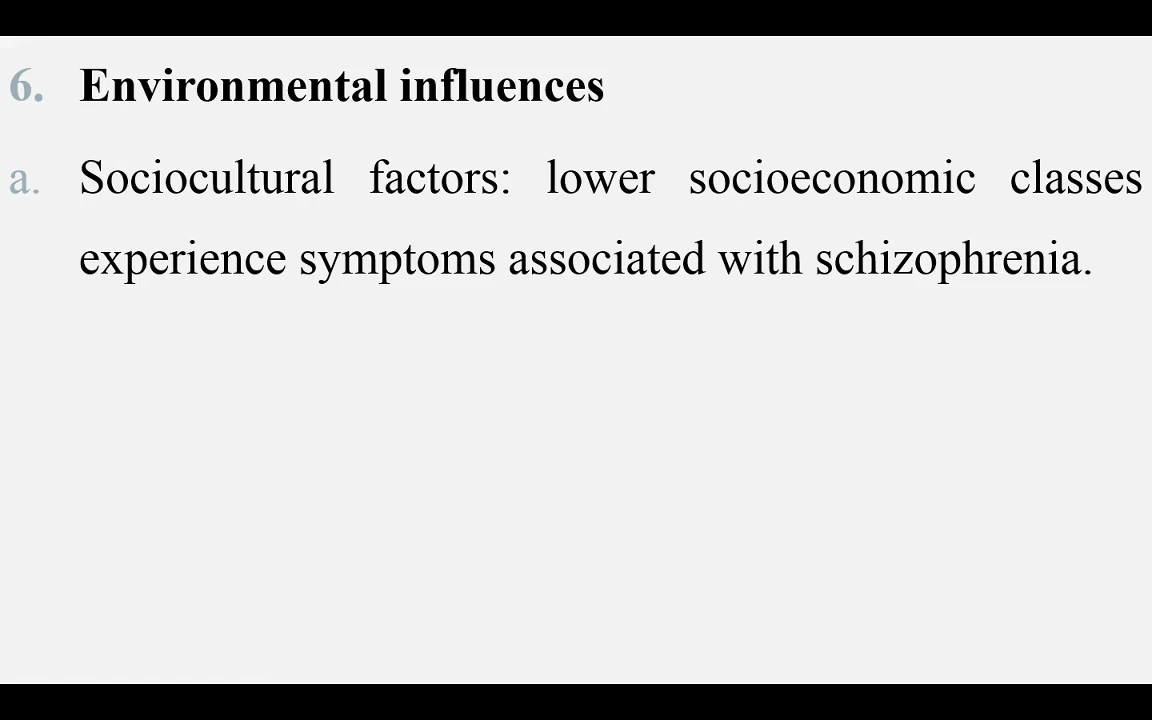 6. Environmental influences
a. Sociocultural factors: lower socioeconomic classes
experience symptoms associated with schizophrenia.